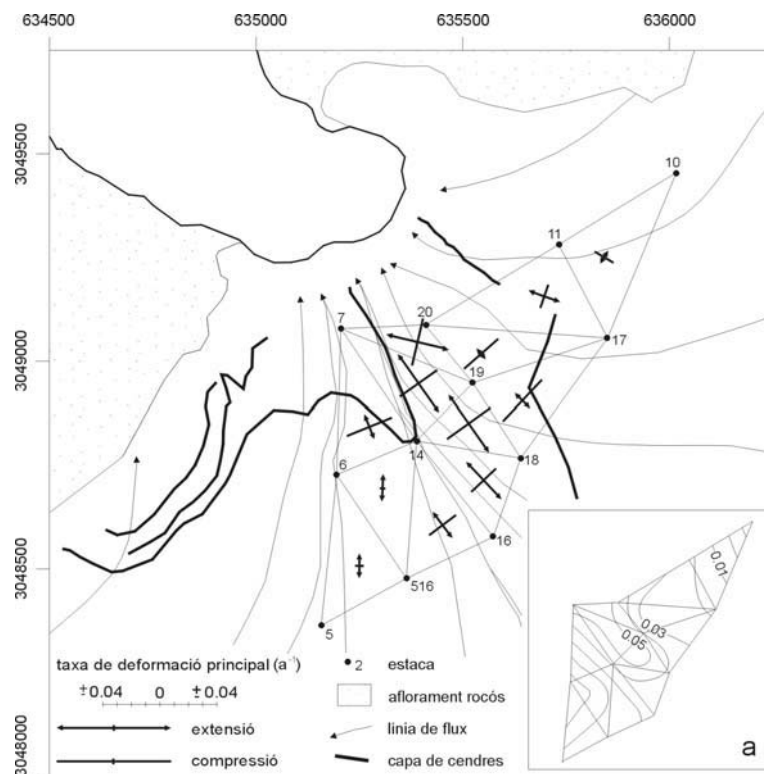 634500 635000 635500 636000
3049500
3049000
3048500
3048000
10
11
20
7
17
19
14
18
6
16
516
5
taxa de deformació principal (a⁻¹)
±0.04 0 ±0.04
extensió
compressió
2 estaca
aflorament rocós
linia de flux
capa de cendres
0.01
0.03
0.05
a